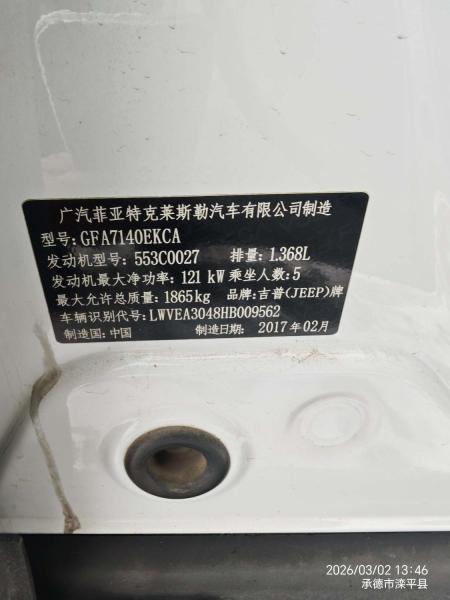 广汽菲亚特克莱斯勒汽车有限公司制造
型号:GFA7140EKCA
发动机型号:553C0027 排量:1.368L
发动机最大净功率:121 kW 乘坐人数:5
最大允许总质量:1865kg 品牌:吉普(JEEP)牌
车辆识别代号:LWVEA3048HB009562
制造国:中国 制造日期:2017年02月
2026/03/02 13:46
承德市滦平县